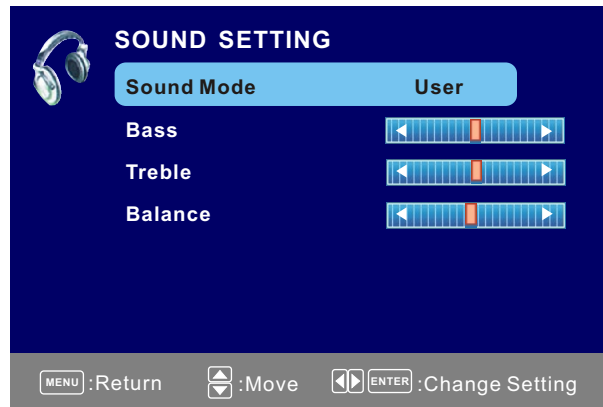 SOUND SETTING
Sound Mode User
Bass
Treble
Balance
MENU :Return :Move ENTER :Change Setting